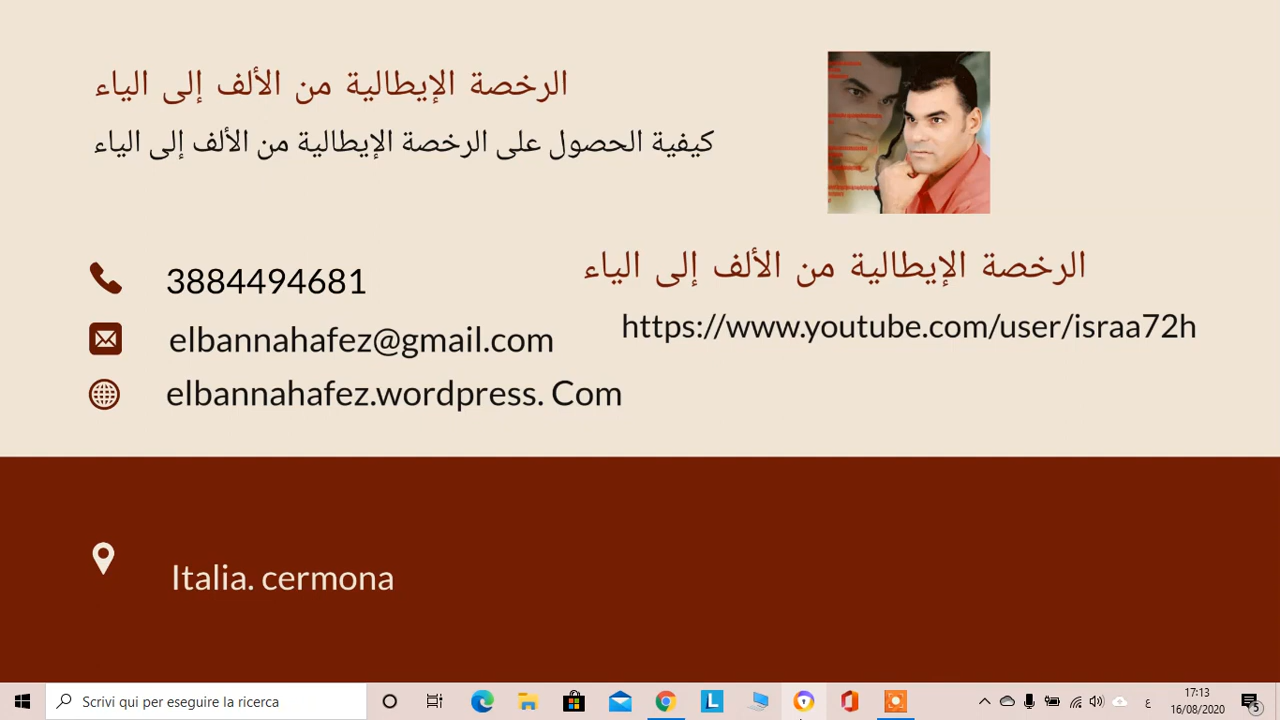 الرخصة الإيطالية من الألف إلى الياء
كيفية الحصول على الرخصة الإيطالية من الألف إلى الياء
3884494681
elbannahafez@gmail.com
elbannahafez.wordpress. Com
الرخصة الإيطالية من الألف إلى الياء
https://www.youtube.com/user/israa72h
Italia. cermona
Scrivi qui per eseguire la ricerca
ع
17:13
16/08/2020
5